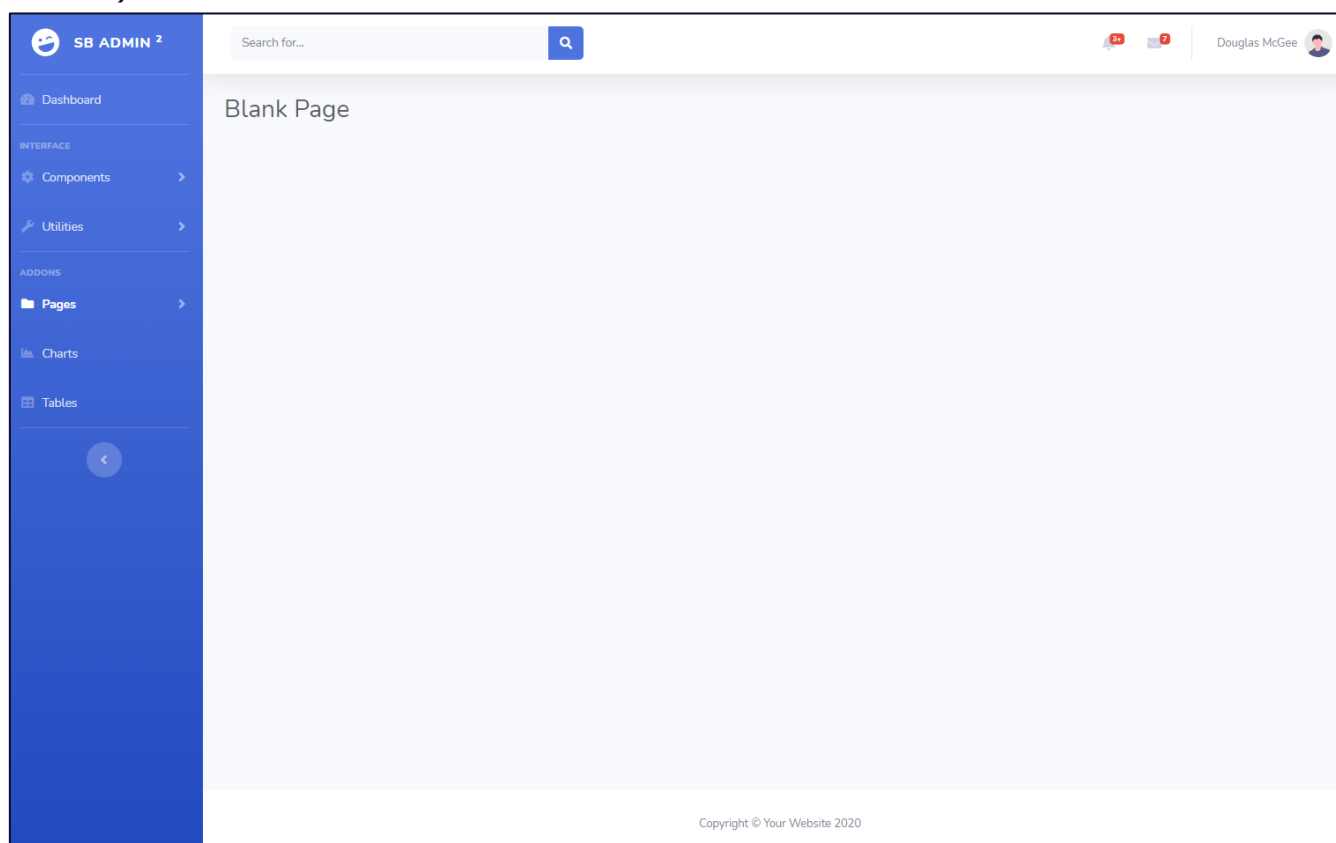 SB ADMIN 2
Search for...
3+
7
Douglas McGee
Dashboard
Blank Page
INTERFACE
Components
Utilities
ADDONS
Pages
Charts
Tables
Copyright © Your Website 2020